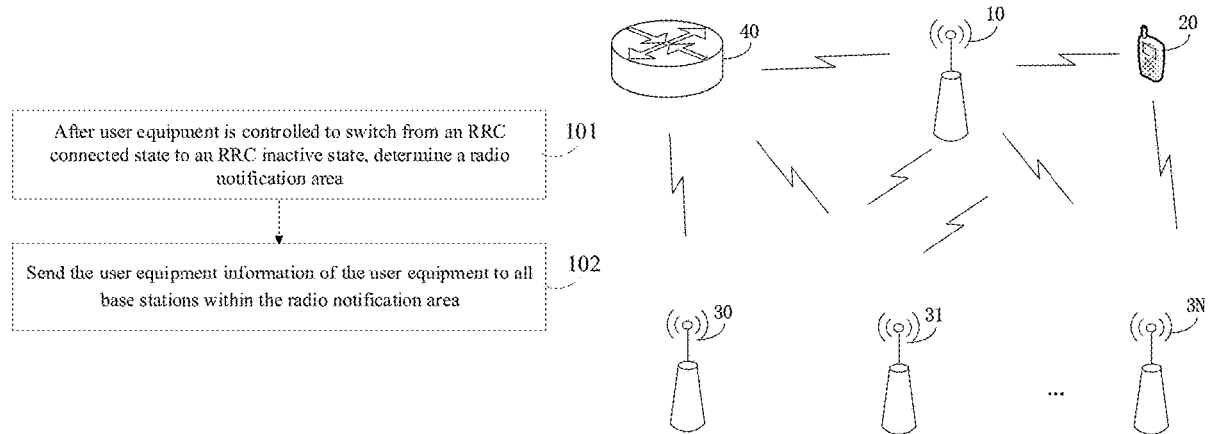 After user equipment is controlled to switch from an RRC
connected state to an RRC inactive state, determine a radio
notification area
101
Send the user equipment information of the user equipment to all
base stations within the radio notification area
102
40
10
20
30
31
...
3N